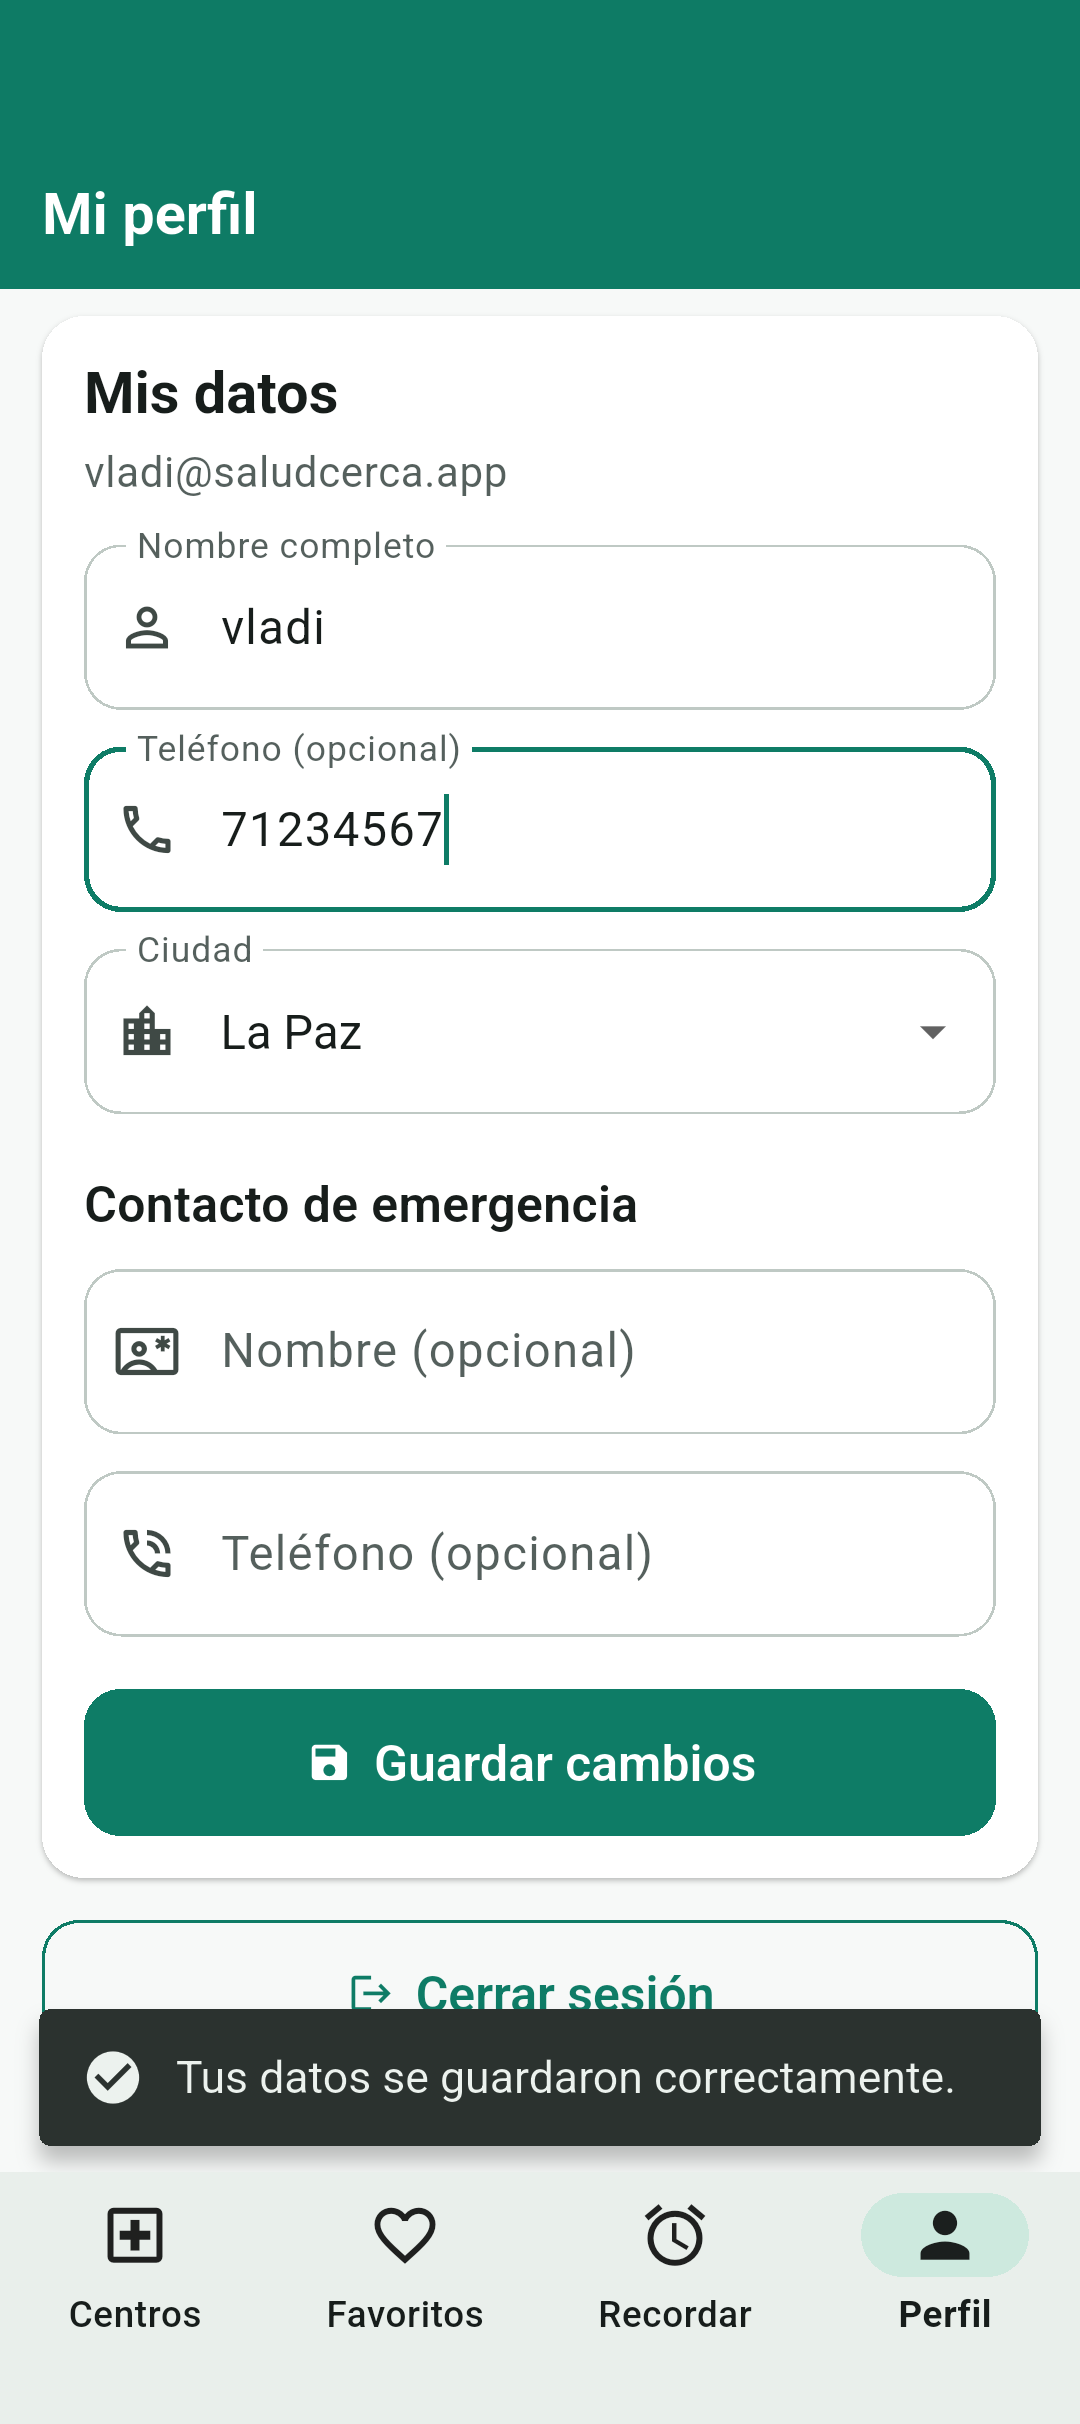 Mi perfil
Mis datos
vladi@saludcerca.app
Nombre completo
vladi
Teléfono (opcional)
71234567
Ciudad
La Paz
Contacto de emergencia
Nombre (opcional)
Teléfono (opcional)
Guardar cambios
Cerrar sesión
Tus datos se guardaron correctamente.
Centros
Favoritos
Recordar
Perfil